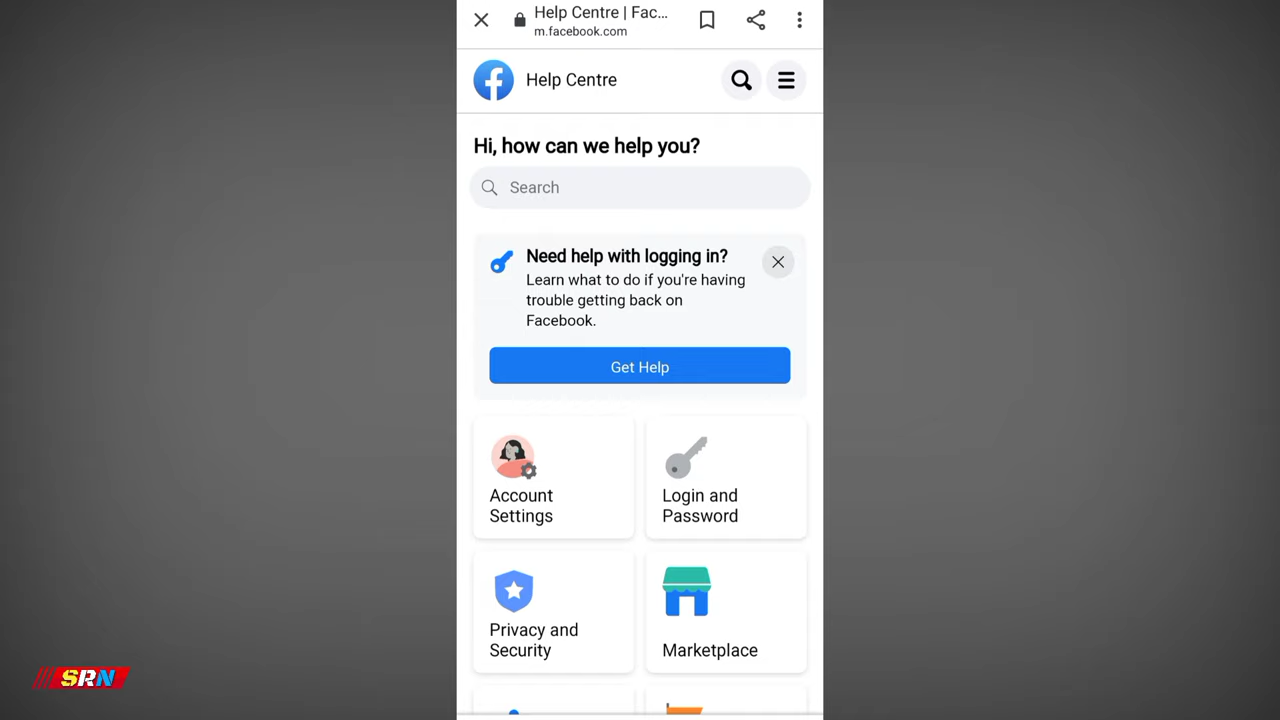 Help Centre | Fac...
m.facebook.com
Help Centre
Hi, how can we help you?
Search
Need help with logging in?
Learn what to do if you're having
trouble getting back on
Facebook.
Get Help
Account
Settings
Login and
Password
Privacy and
Security
Marketplace
SRN